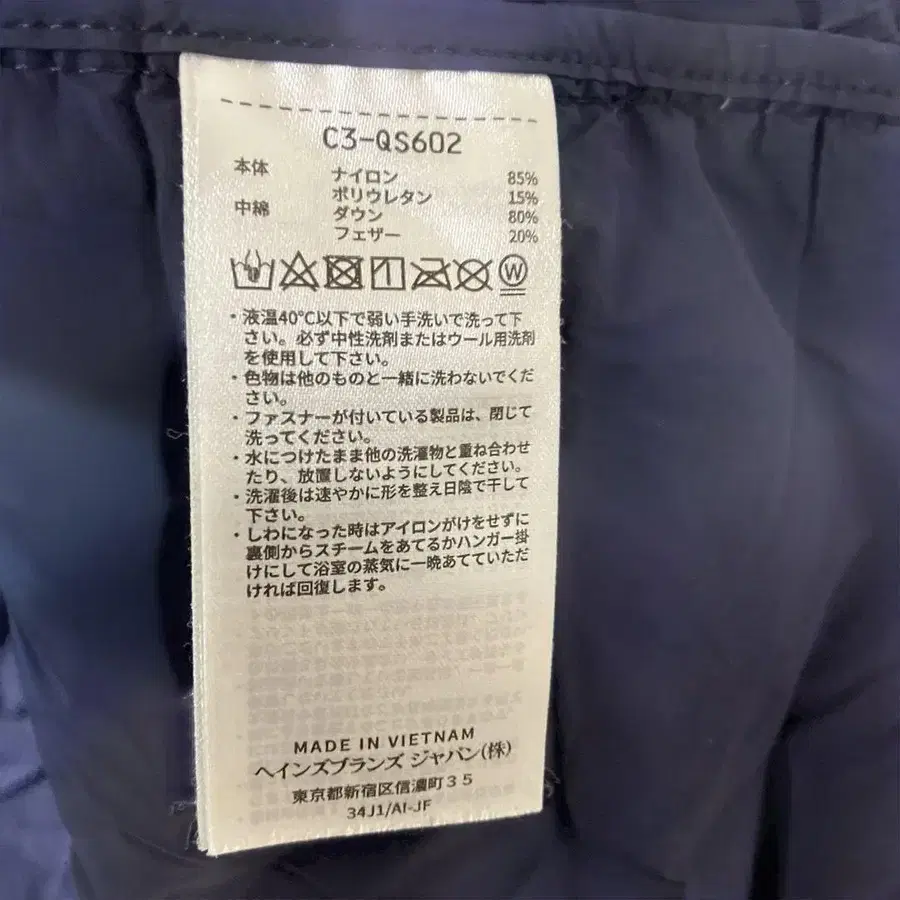 C3-QS602
本体 ナイロン 85%
ポリウレタン 15%
中綿 ダウン 80%
フェザー 20%
W
・液温40℃以下で弱い手洗いで洗って下
さい。必ず中性洗剤またはウール用洗剤
を使用して下さい。
・色物は他のものと一緒に洗わないでくだ
さい。
・ファスナーが付いている製品は、閉じて
洗ってください。
・水につけたまま他の洗濯物と重ね合わせ
たり、放置しないようにしてください。
・洗濯後は速やかに形を整え日陰で干して
下さい。
・しわになった時はアイロンがけをせずに
裏側からスチームをあてるかハンガー掛
けにして浴室の蒸気に一晩あてていただ
ければ回復します。
MADE IN VIETNAM
ヘインズブランズ ジャパン(株)
東京都新宿区信濃町35
34J1/AI-JF